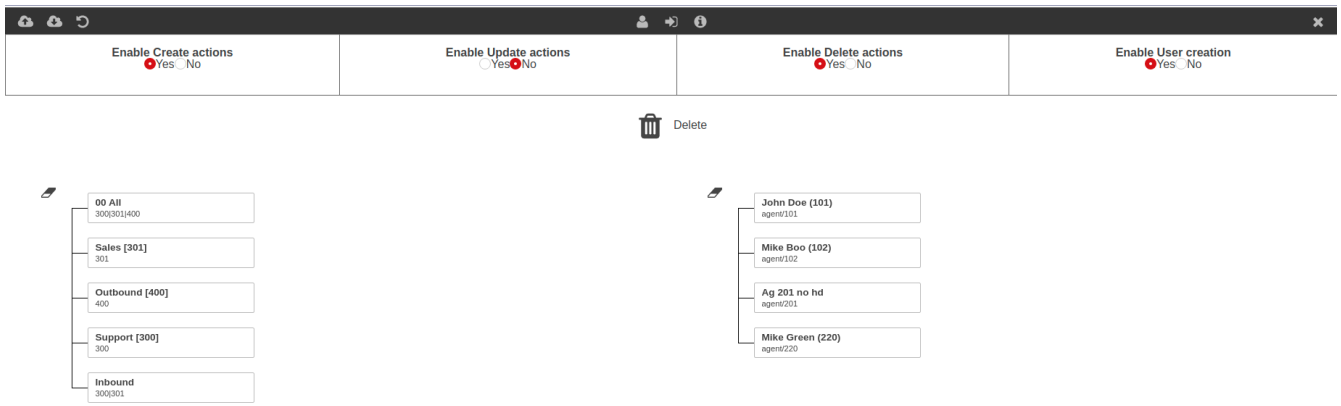 Enable Create actions
Yes No
Enable Update actions
Yes No
Enable Delete actions
Yes No
Enable User creation
Yes No
Delete
00 All
300|301|400
Sales [301]
301
Outbound [400]
400
Support [300]
300
Inbound
300|301
John Doe (101)
agent/101
Mike Boo (102)
agent/102
Ag 201 no hd
agent/201
Mike Green (220)
agent/220